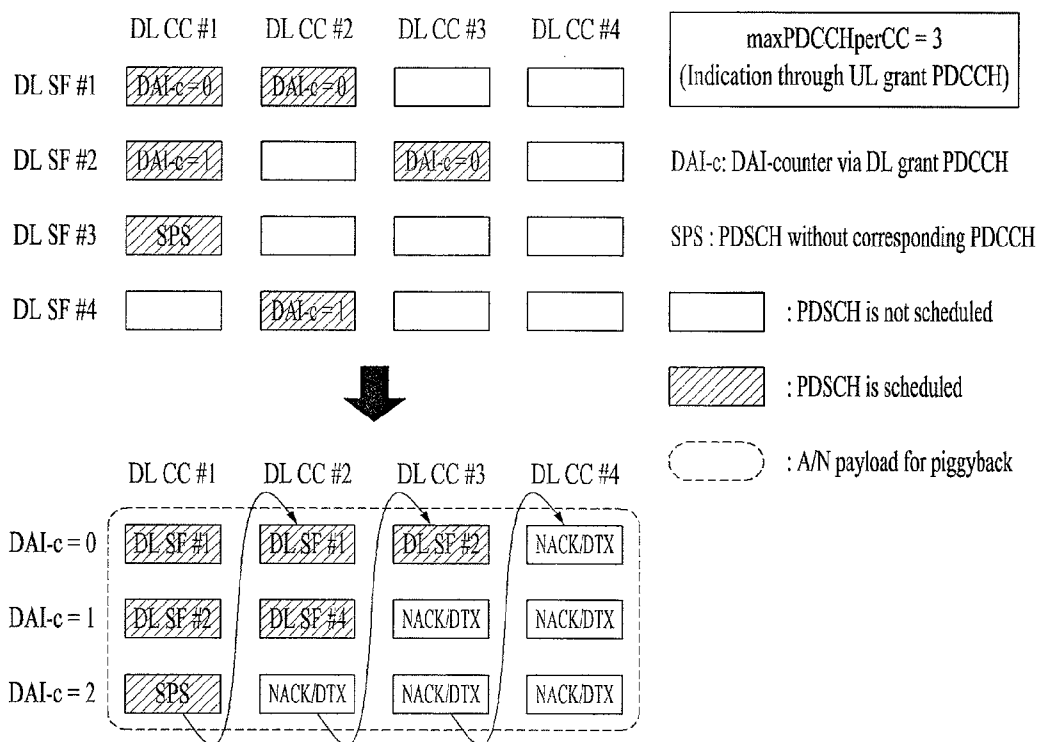 DL CC #1 DL CC #2 DL CC #3 DL CC #4
maxPDCCHperCC = 3
(Indication through UL grant PDCCH)
DL SF #1 DAI-c=0 DAI-c=0
DL SF #2 DAI-c=1 DAI-c=0
DAI-c: DAI-counter via DL grant PDCCH
DL SF #3 SPS
SPS : PDSCH without corresponding PDCCH
DL SF #4 DAI-c=1
: PDSCH is not scheduled
: PDSCH is scheduled
: A/N payload for piggyback
DL CC #1 DL CC #2 DL CC #3 DL CC #4
DAI-c = 0 DL SF #1 DL SF #1 DL SF #2 NACK/DTX
DAI-c = 1 DL SF #2 DL SF #4 NACK/DTX NACK/DTX
DAI-c = 2 SPS NACK/DTX NACK/DTX NACK/DTX